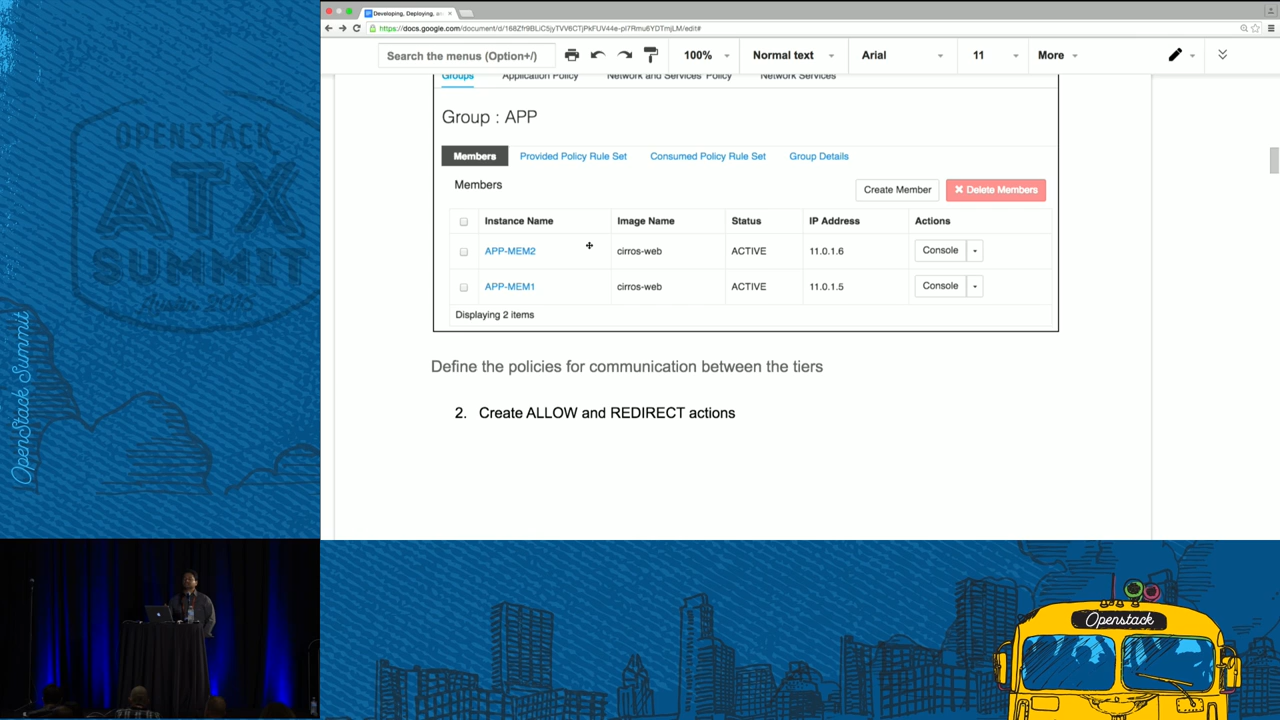 Developing, Deploying, an
https://docs.google.com/document/d/168Zfr9BLiC5jyTVV6CTjPkFUV44e-pI7Rmu6YDTmjLM/edit#
Search the menus (Option+/)
100%
Normal text
Arial
11
More
Groups
Application Policy
Network and Services Policy
Network Services
Group : APP
Members
Provided Policy Rule Set
Consumed Policy Rule Set
Group Details
Members
Create Member
Delete Members
Instance Name
Image Name
Status
IP Address
Actions
APP-MEM2
cirros-web
ACTIVE
11.0.1.6
Console
APP-MEM1
cirros-web
ACTIVE
11.0.1.5
Console
Displaying 2 items
Define the policies for communication between the tiers
2. Create ALLOW and REDIRECT actions
OPENSTACK
ATX
SUMMIT
OpenStack Summit
Openstack